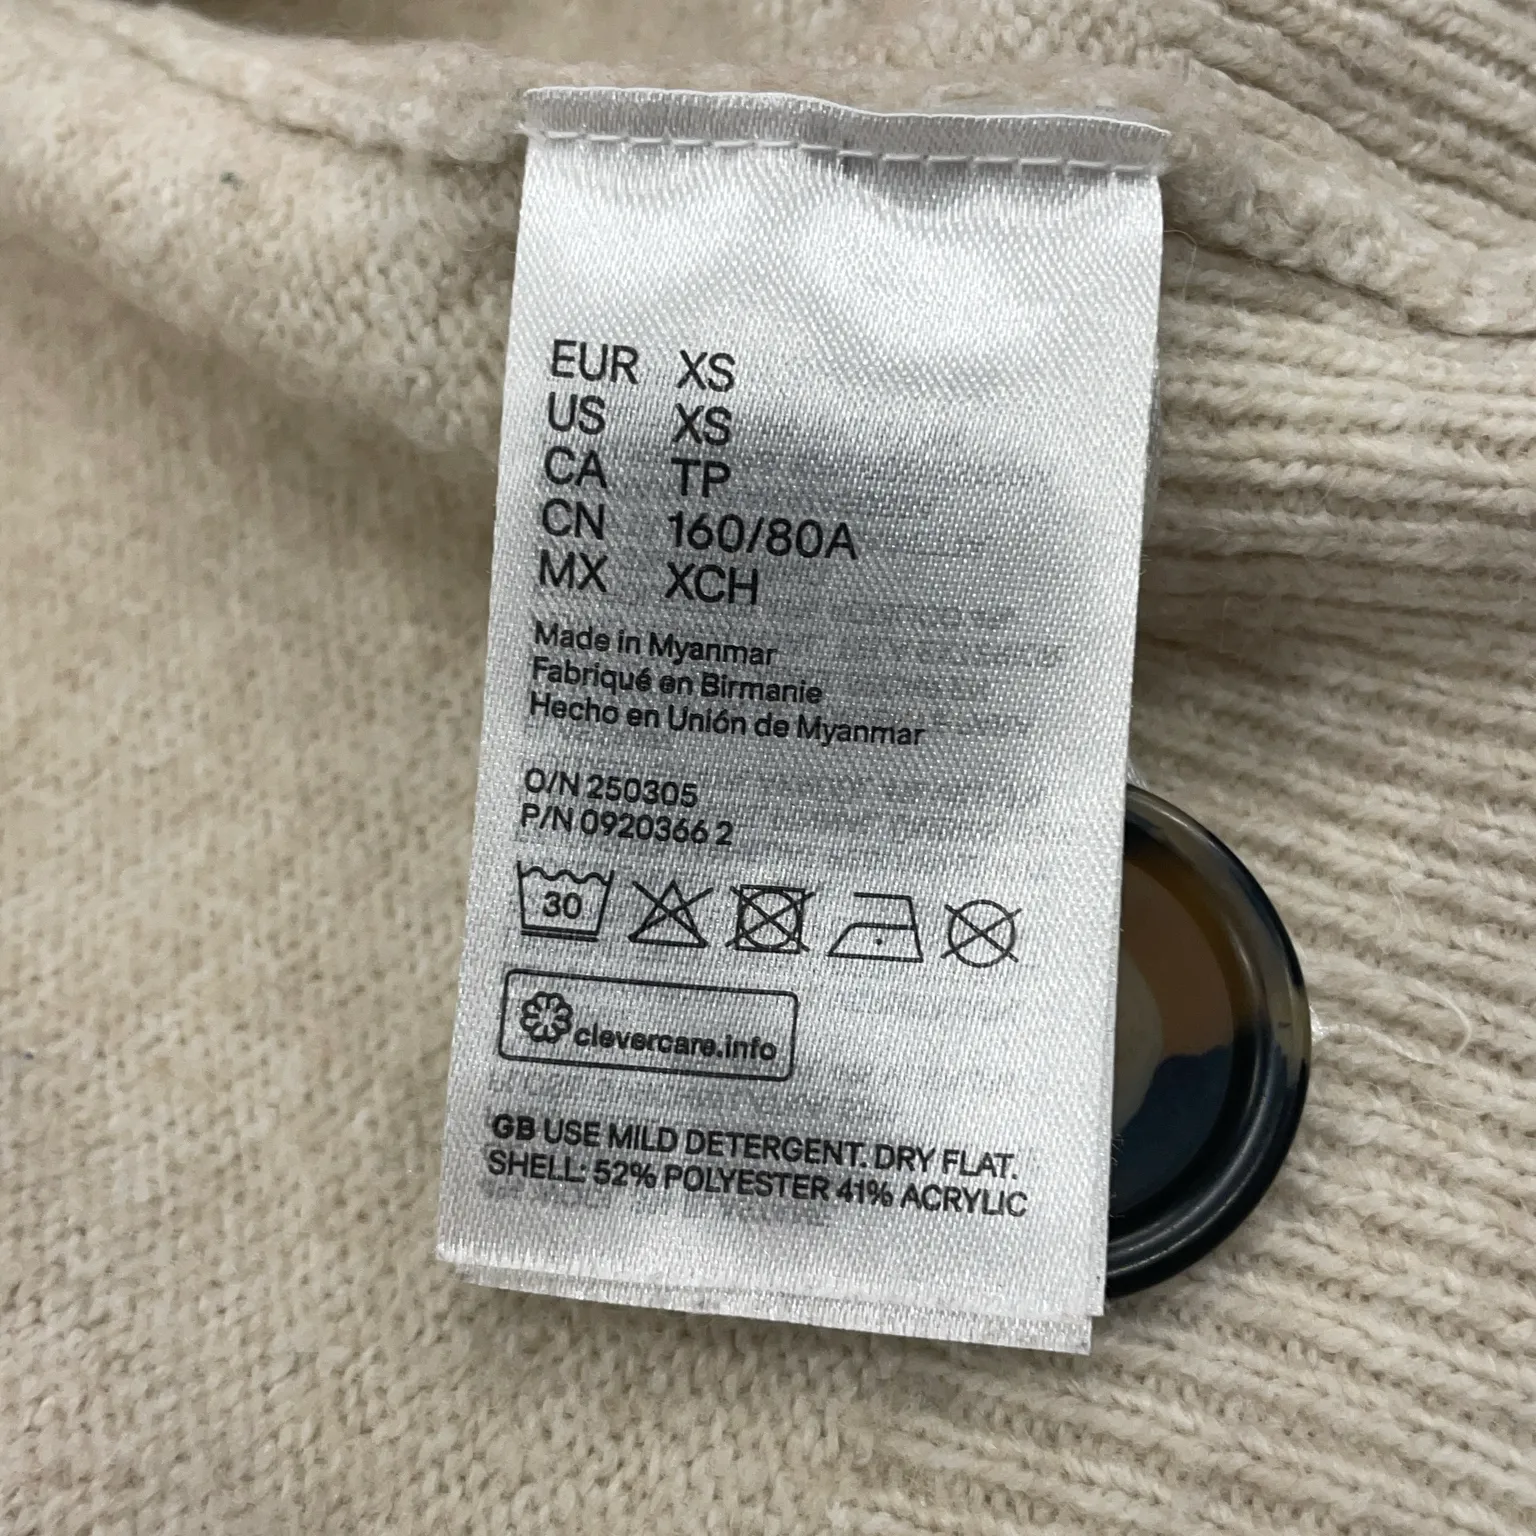 EUR XS
US XS
CA TP
CN 160/80A
MX XCH
Made in Myanmar
Fabriqué en Birmanie
Hecho en Unión de Myanmar
O/N 250305
P/N 0920366 2
30
clevercare.info
GB USE MILD DETERGENT. DRY FLAT.
SHELL: 52% POLYESTER 41% ACRYLIC